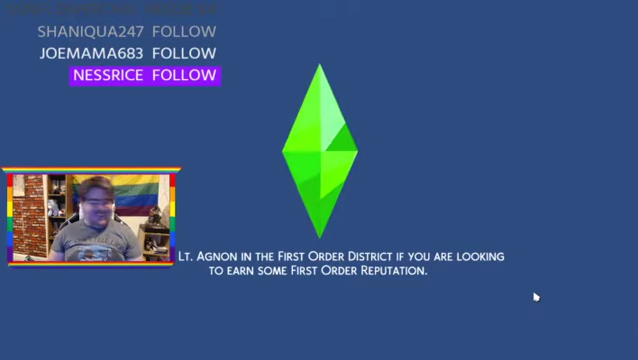 SHANIQUA247 FOLLOW
JOEMAMA683 FOLLOW
NESSRICE FOLLOW
LT. AGNON IN THE FIRST ORDER DISTRICT IF YOU ARE LOOKING
TO EARN SOME FIRST ORDER REPUTATION.